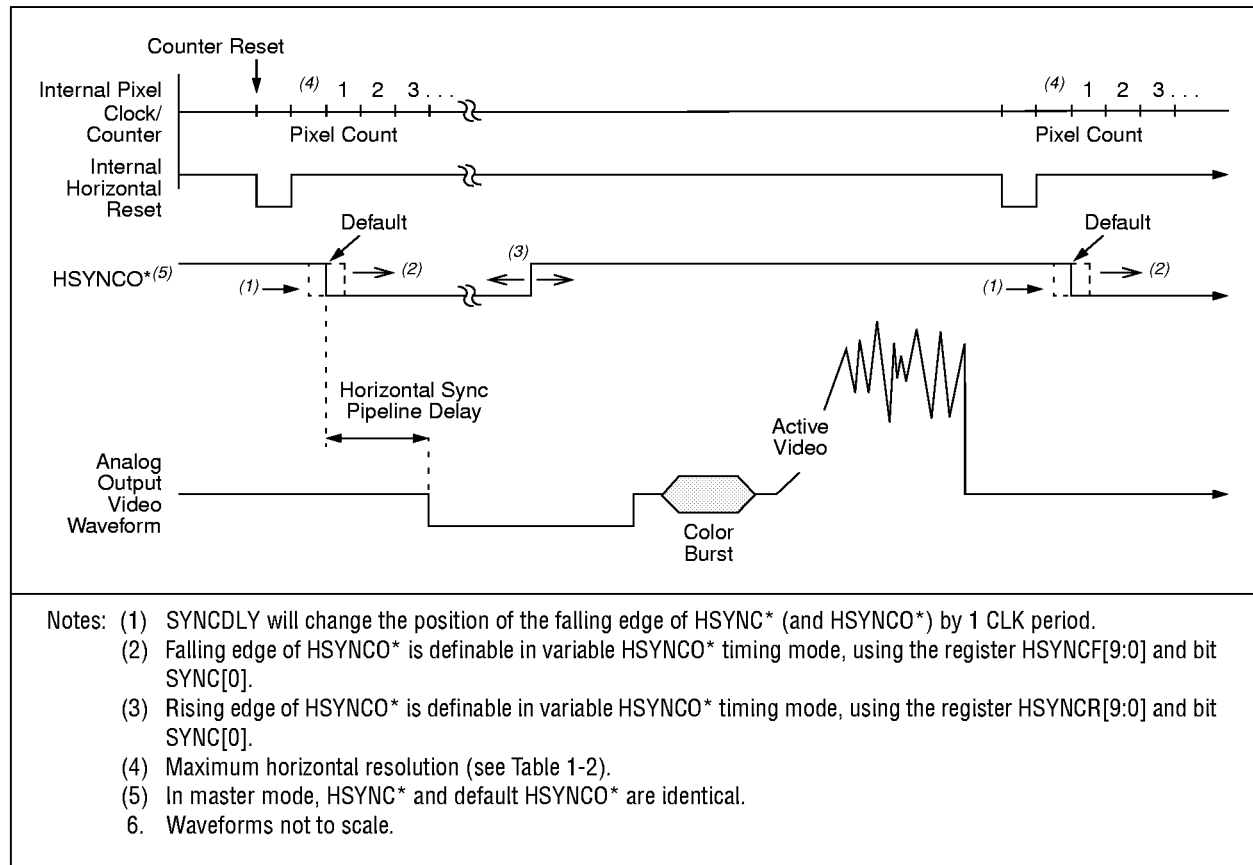 Counter Reset
Internal Pixel Clock/ Counter
(4) 1 2 3 . . .
(4) 1 2 3 . . .
Pixel Count
Pixel Count
Internal Horizontal Reset
Default
Default
HSYNCO*(5)
(1)
(2)
(3)
(1)
(2)
Horizontal Sync
Pipeline Delay
Active
Video
Analog
Output
Video
Waveform
Color
Burst
Notes: (1) SYNCDLY will change the position of the falling edge of HSYNC* (and HSYNCO*) by 1 CLK period.
(2) Falling edge of HSYNCO* is definable in variable HSYNCO* timing mode, using the register HSYNCF[9:0] and bit
SYNC[0].
(3) Rising edge of HSYNCO* is definable in variable HSYNCO* timing mode, using the register HSYNCR[9:0] and bit
SYNC[0].
(4) Maximum horizontal resolution (see Table 1-2).
(5) In master mode, HSYNC* and default HSYNCO* are identical.
6. Waveforms not to scale.